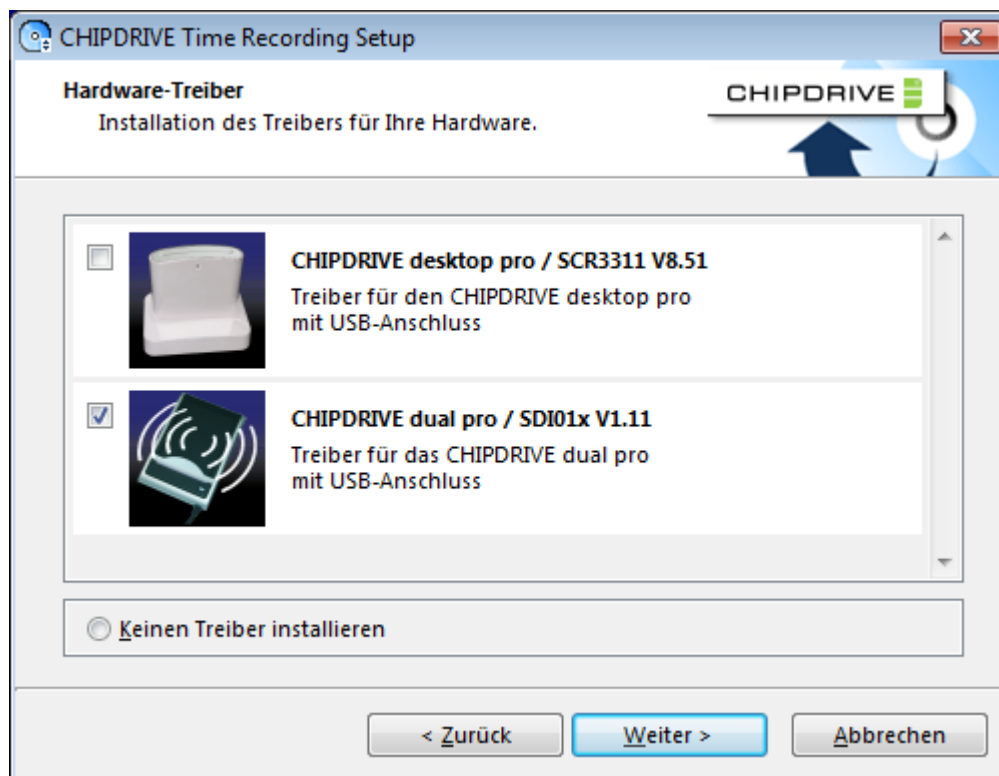 CHIPDRIVE Time Recording Setup
Hardware-Treiber
Installation des Treibers für Ihre Hardware.
CHIPDRIVE
CHIPDRIVE desktop pro / SCR3311 V8.51
Treiber für den CHIPDRIVE desktop pro
mit USB-Anschluss
CHIPDRIVE dual pro / SDI01x V1.11
Treiber für das CHIPDRIVE dual pro
mit USB-Anschluss
Keinen Treiber installieren
< Zurück
Weiter >
Abbrechen